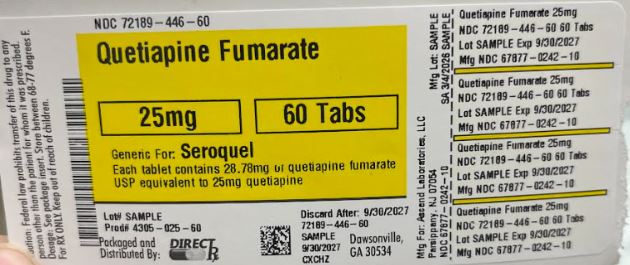 NDC 72189-446-60
Quetiapine Fumarate
25mg
60 Tabs
Generic For: Seroquel
Each tablet contains 28.78mg of quetiapine fumarate
USP equivalent to 25mg quetiapine
Lot# SAMPLE
Prod# 4305-025-60
Packaged and
Distributed By:
DIRECT Rx
Discard After: 9/30/2027
72189-446-60
SAMPLE
9/30/2027
CXCHZ
Dawsonville,
GA 30534
Caution: Federal law prohibits transfer of this drug to any
person other than the patient for whom it was prescribed.
Dosage: See package insert. Store between 68-77 degrees F.
For RX ONLY. Keep out of reach of children.
Mfg For: Ascend Laboratories, LLC
Parsippany, NJ 07054
Mfg NDC 67877-0242-10
Mfg Lot: SAMPLE
SA 3/4/2026 SAMPLE
Quetiapine Fumarate 25mg
NDC 72189-446-60 60 Tabs
Lot SAMPLE Exp 9/30/2027
Mfg NDC 67877-0242-10
Quetiapine Fumarate 25mg
NDC 72189-446-60 60 Tabs
Lot SAMPLE Exp 9/30/2027
Mfg NDC 67877-0242-10
Quetiapine Fumarate 25mg
NDC 72189-446-60 60 Tabs
Lot SAMPLE Exp 9/30/2027
Mfg NDC 67877-0242-10
Quetiapine Fumarate 25mg
NDC 72189-446-60 60 Tabs
Lot SAMPLE Exp 9/30/2027
Mfg NDC 67877-0242-10